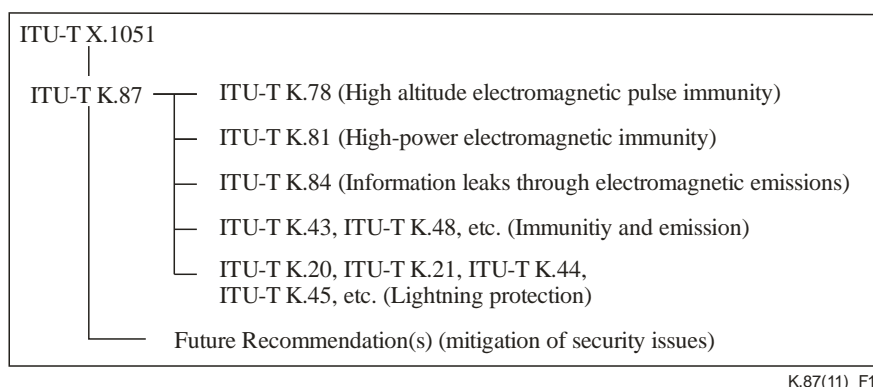 ITU-T X.1051
ITU-T K.87
ITU-T K.78 (High altitude electromagnetic pulse immunity)
ITU-T K.81 (High-power electromagnetic immunity)
ITU-T K.84 (Information leaks through electromagnetic emissions)
ITU-T K.43, ITU-T K.48, etc. (Immunitiy and emission)
ITU-T K.20, ITU-T K.21, ITU-T K.44,
ITU-T K.45, etc. (Lightning protection)
Future Recommendation(s) (mitigation of security issues)
K.87(11)_F1